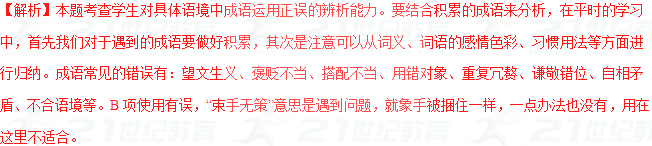 【解析】本题考查学生对具体语境中成语运用正误的辨析能力。要结合积累的成语来分析，在平时的学习
中，首先我们对于遇到的成语要做好积累，其次是注意可以从词义、词语的感情色彩、习惯用法等方面进
行归纳。成语常见的错误有：望文生义、褒贬不当、搭配不当、用错对象、重复冗赘、谦敬错位、自相矛
盾、不合语境等。B 项使用有误，“束手无策”意思是遇到问题，就象手被捆住一样，一点办法也没有，用在
这里不适合。
21世纪教育